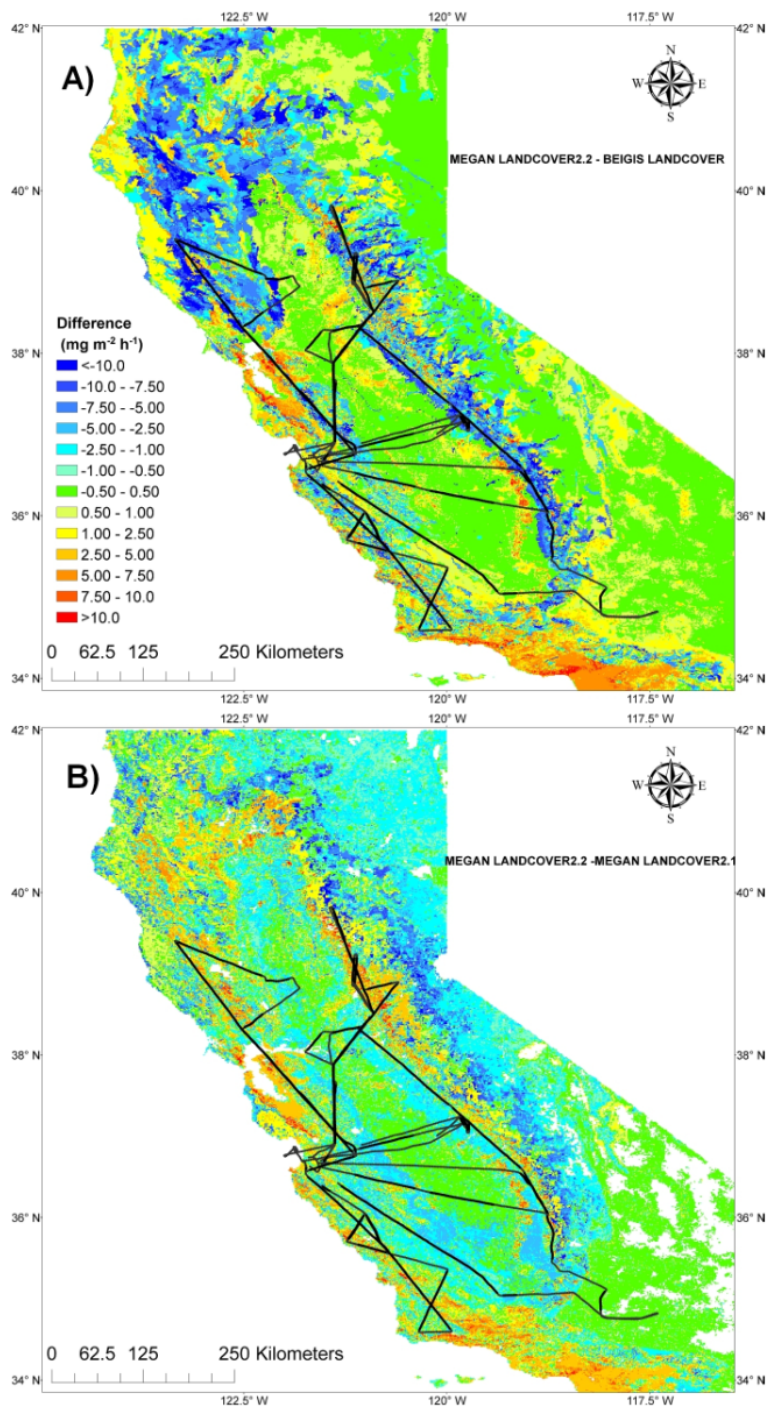 122.5° W 120° W 117.5° W
42° N 42° N
A)
N
W E
S
MEGAN LANDCOVER2.2 - BEIGIS LANDCOVER
40° N 40° N
Difference
(mg m⁻² h⁻¹)
<-10.0
-10.0 - -7.50
-7.50 - -5.00
-5.00 - -2.50
-2.50 - -1.00
-1.00 - -0.50
-0.50 - 0.50
0.50 - 1.00
1.00 - 2.50
2.50 - 5.00
5.00 - 7.50
7.50 - 10.0
>10.0
38° N 38° N
36° N 36° N
0 62.5 125 250 Kilometers
34° N 34° N
122.5° W 120° W 117.5° W
122.5° W 120° W 117.5° W
42° N 42° N
B)
N
W E
S
MEGAN LANDCOVER2.2 -MEGAN LANDCOVER2.1
40° N 40° N
38° N 38° N
36° N 36° N
0 62.5 125 250 Kilometers
34° N 34° N
122.5° W 120° W 117.5° W